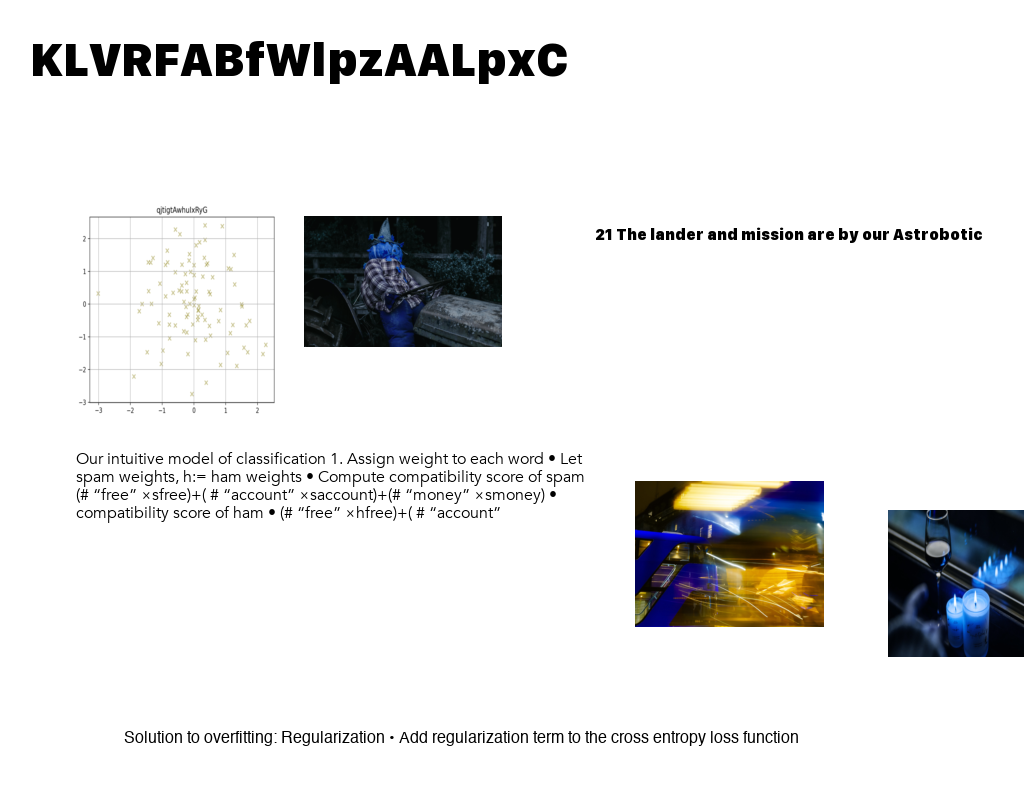 KLVRFABfWlpzAALpxC
qjtigtAwhuIxRyG
2
1
0
−1
−2
−3
−3 −2 −1 0 1 2
21 The lander and mission are by our Astrobotic
Our intuitive model of classification 1. Assign weight to each word • Let
spam weights, h:= ham weights • Compute compatibility score of spam
(# “free” ×sfree)+( # “account” ×saccount)+(# “money” ×smoney) •
compatibility score of ham • (# “free” ×hfree)+( # “account”
Solution to overfitting: Regularization • Add regularization term to the cross entropy loss function